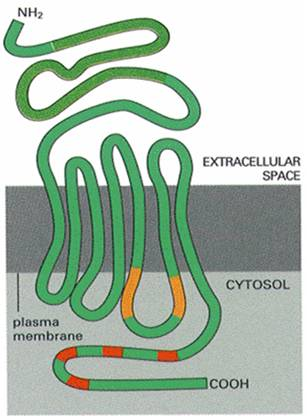 NH₂
EXTRACELLULAR
SPACE
CYTOSOL
plasma
membrane
COOH